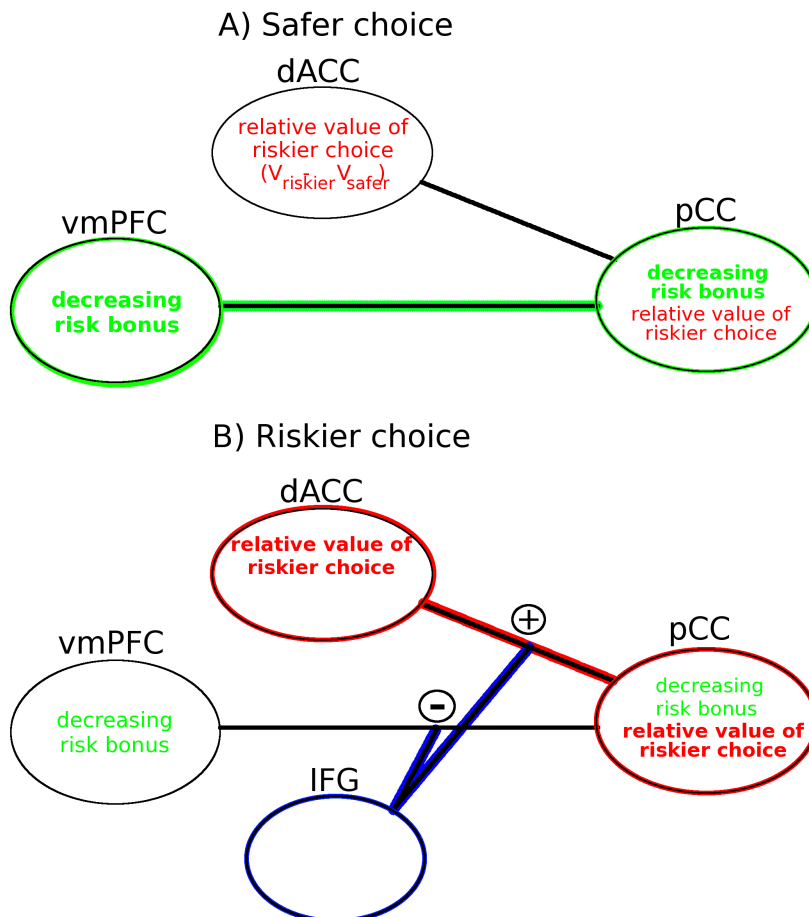 A) Safer choice
dACC
relative value of
riskier choice
(Vriskier- Vsafer)
vmPFC
decreasing
risk bonus
pCC
decreasing
risk bonus
relative value of
riskier choice
B) Riskier choice
dACC
relative value of
riskier choice
+
vmPFC
decreasing
risk bonus
-
pCC
decreasing
risk bonus
relative value of
riskier choice
IFG